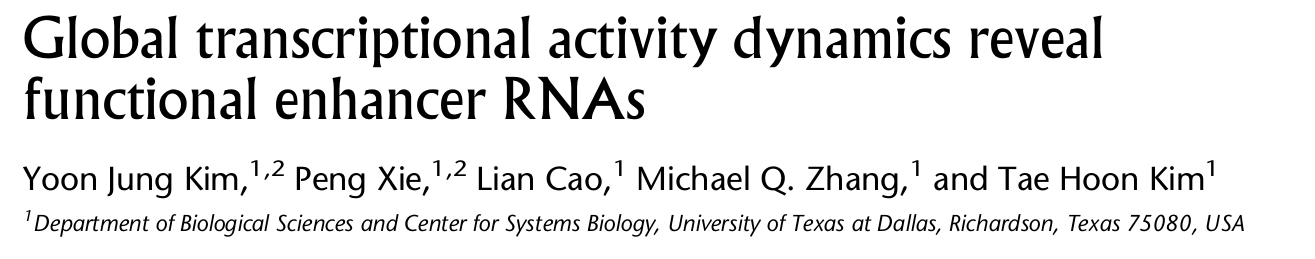 Global transcriptional activity dynamics reveal
functional enhancer RNAs
Yoon Jung Kim,1,2 Peng Xie,1,2 Lian Cao,1 Michael Q. Zhang,1 and Tae Hoon Kim1
1Department of Biological Sciences and Center for Systems Biology, University of Texas at Dallas, Richardson, Texas 75080, USA